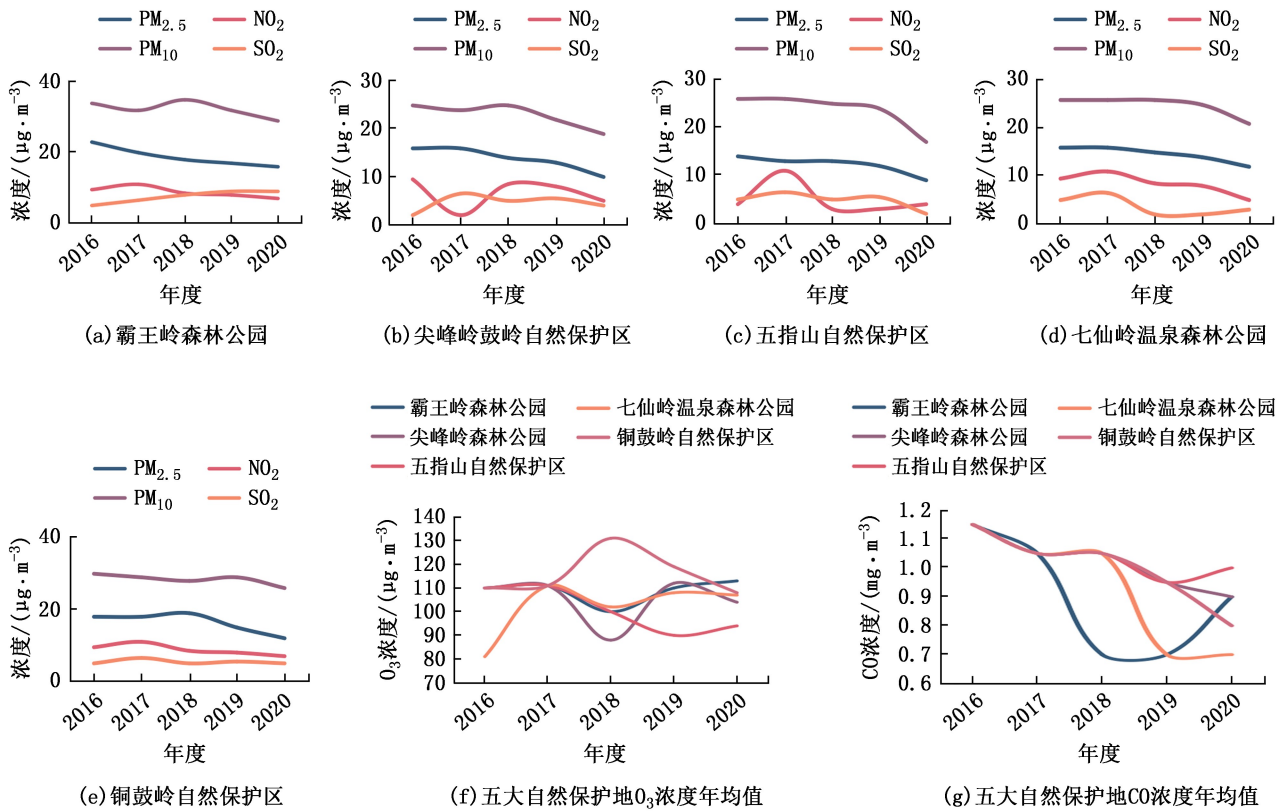 PM2.5 NO2
PM10 SO2
浓度/(μg·m⁻³)
40
20
0
2016 2017 2018 2019 2020
年度
(a)霸王岭森林公园
PM2.5 NO2
PM10 SO2
浓度/(μg·m⁻³)
30
20
10
0
2016 2017 2018 2019 2020
年度
(b)尖峰岭鼓岭自然保护区
PM2.5 NO2
PM10 SO2
浓度/(μg·m⁻³)
30
20
10
0
2016 2017 2018 2019 2020
年度
(c)五指山自然保护区
PM2.5 NO2
PM10 SO2
浓度/(μg·m⁻³)
30
20
10
0
2016 2017 2018 2019 2020
年度
(d)七仙岭温泉森林公园
PM2.5 NO2
PM10 SO2
浓度/(μg·m⁻³)
40
20
0
2016 2017 2018 2019 2020
年度
(e)铜鼓岭自然保护区
霸王岭森林公园 七仙岭温泉森林公园
尖峰岭森林公园 铜鼓岭自然保护区
五指山自然保护区
O3浓度/(μg·m⁻³)
140
130
120
110
100
90
80
70
2016 2017 2018 2019 2020
年度
(f)五大自然保护地O3浓度年均值
霸王岭森林公园 七仙岭温泉森林公园
尖峰岭森林公园 铜鼓岭自然保护区
五指山自然保护区
CO浓度/(mg·m⁻³)
1.2
1.1
1.0
0.9
0.8
0.7
0.6
2016 2017 2018 2019 2020
年度
(g)五大自然保护地CO浓度年均值